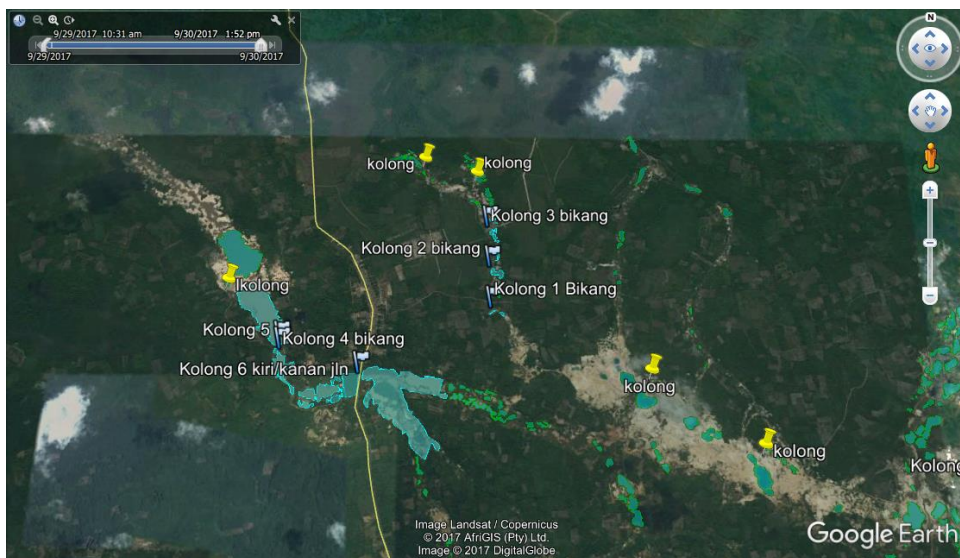 9/29/2017 10:31 am
9/30/2017 1:52 pm
9/29/2017
9/30/2017
N
kolong
kolong
Kolong 3 bikang
Kolong 2 bikang
Kolong 1 Bikang
lkolong
Kolong 5
Kolong 4 bikang
Kolong 6 kiri/kanan jln
kolong
kolong
Kolong
Image Landsat / Copernicus
© 2017 AfriGIS (Pty) Ltd.
Image © 2017 DigitalGlobe
Google Earth